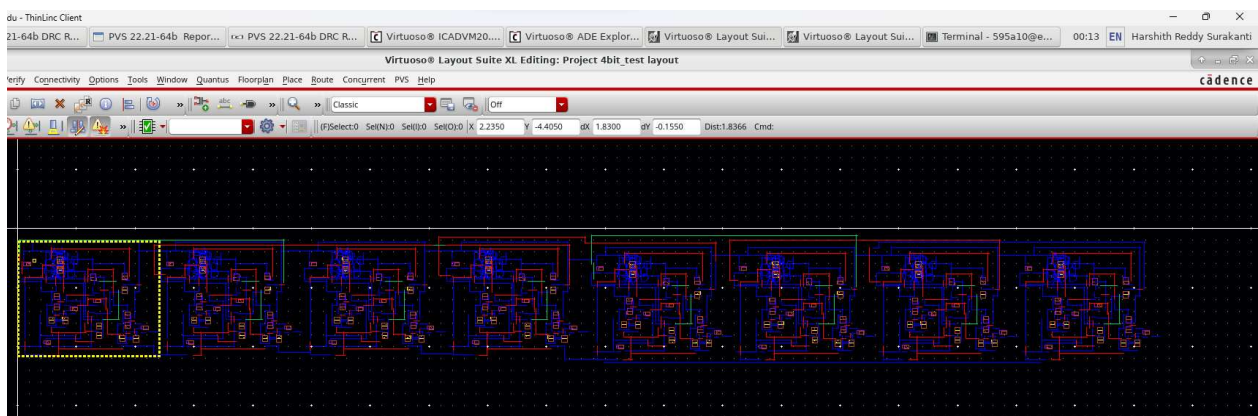 du - ThinLinc Client
21-64b DRC R... PVS 22.21-64b Repor... PVS 22.21-64b DRC R... Virtuoso® ICADVM20.... Virtuoso® ADE Explor... Virtuoso® Layout Sui... Virtuoso® Layout Sui... Terminal - 595a10@e... 00:13 EN Harshith Reddy Surakanti
Virtuoso® Layout Suite XL Editing: Project 4bit_test layout
erify Connectivity Options Tools Window Quantus Floorplan Place Route Concurrent PVS Help cādence
abc » Classic Off
» (F)Select:0 Sel(N):0 Sel(I):0 Sel(O):0 X 2.2350 Y -4.4050 dX 1.8300 dY -0.1550 Dist:1.8366 Cmd: